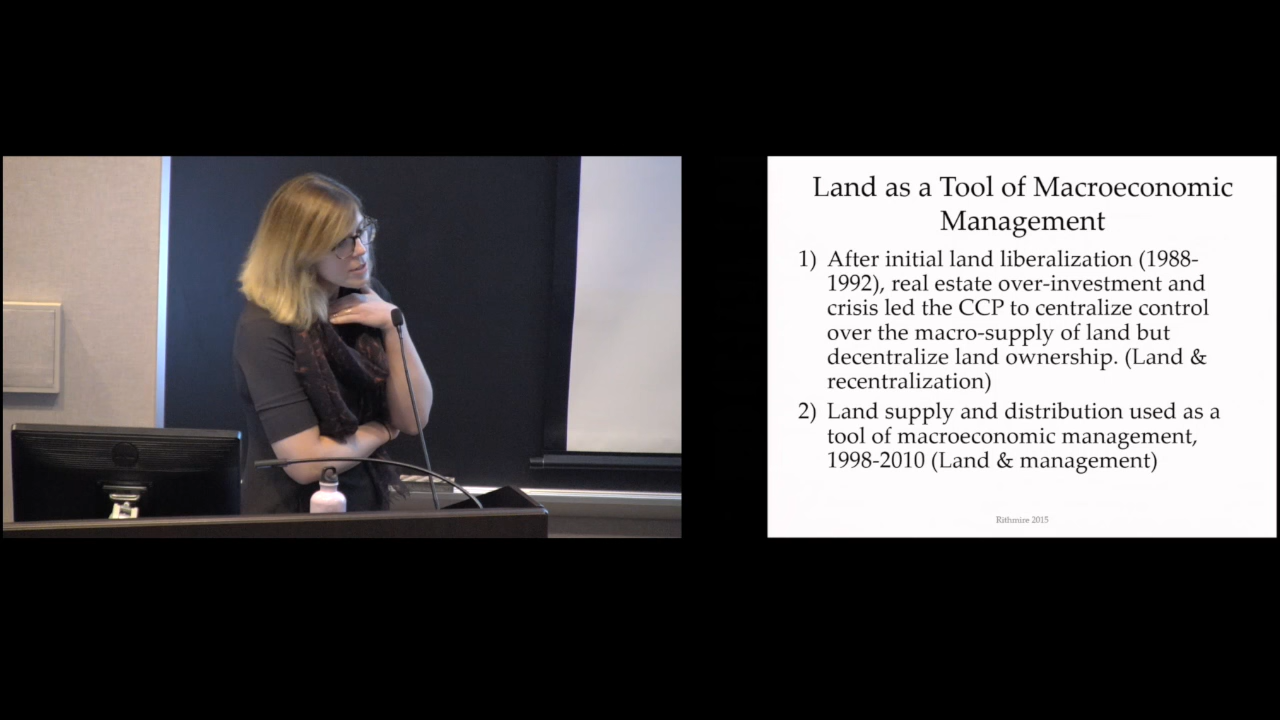 Land as a Tool of Macroeconomic
Management
1) After initial land liberalization (1988-
1992), real estate over-investment and
crisis led the CCP to centralize control
over the macro-supply of land but
decentralize land ownership. (Land &
recentralization)
2) Land supply and distribution used as a
tool of macroeconomic management,
1998-2010 (Land & management)
Rithmire 2015